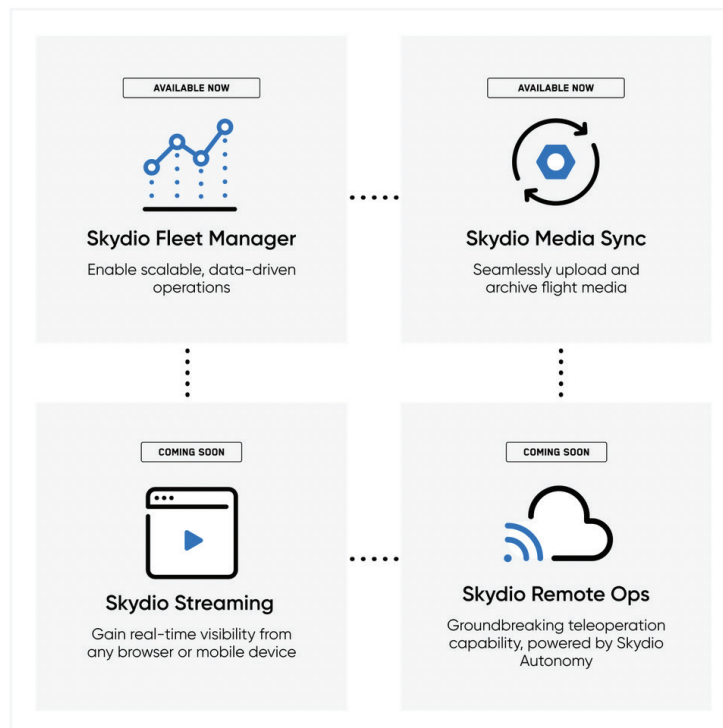 AVAILABLE NOW
Skydio Fleet Manager
Enable scalable, data-driven
operations
AVAILABLE NOW
Skydio Media Sync
Seamlessly upload and
archive flight media
COMING SOON
Skydio Streaming
Gain real-time visibility from
any browser or mobile device
COMING SOON
Skydio Remote Ops
Groundbreaking teleoperation
capability, powered by Skydio
Autonomy